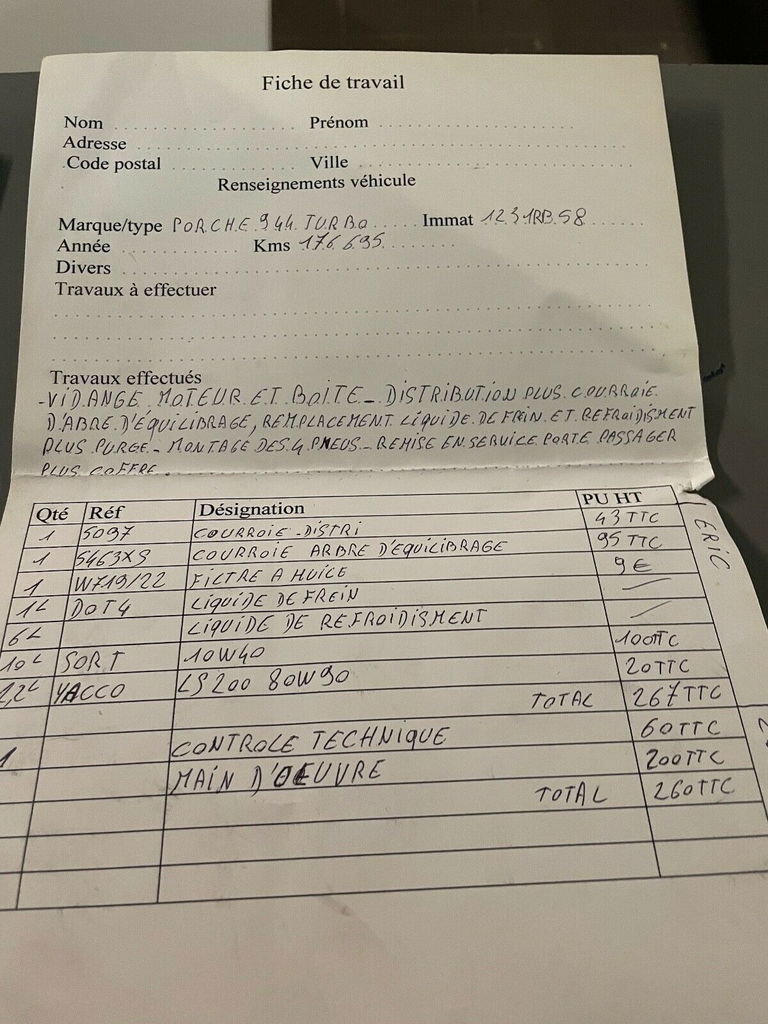 Fiche de travail
Nom Prénom
Adresse
Code postal Ville
Renseignements véhicule
Marque/type PORCHE 944 TURBO Immat 1231RB58
Année Kms 176 695
Divers
Travaux à effectuer
Travaux effectués
-VIDANGE MOTEUR ET BOITE - DISTRIBUTION PLUS COURROIE
D'ABRE D'ÉQUILIBRAGE, REMPLACEMENT LIQUIDE DE FREIN ET REFROIDISMENT
PLUS PURGE - MONTAGE DES 4 PNEUS - REMISE EN SERVICE PORTE PASSAGER
PLUS COFFRE.
Qté Réf Désignation PU HT
1 5097 COURROIE DISTRI 43 TTC
1 5463XS COURROIE ARBRE D'EQUILIBRAGE 95 TTC
1 W719/22 FILTRE A HUILE 9€
1L DOT4 LIQUIDE DE FREIN
6L LIQUIDE DE REFROIDISMENT
10L SORT 10W40 100TTC
2,2L YACCO LS200 80W90 20TTC
TOTAL 267TTC
1 CONTROLE TECHNIQUE 60TTC
MAIN D'OEUVRE 200TTC
TOTAL 260TTC
ERIC